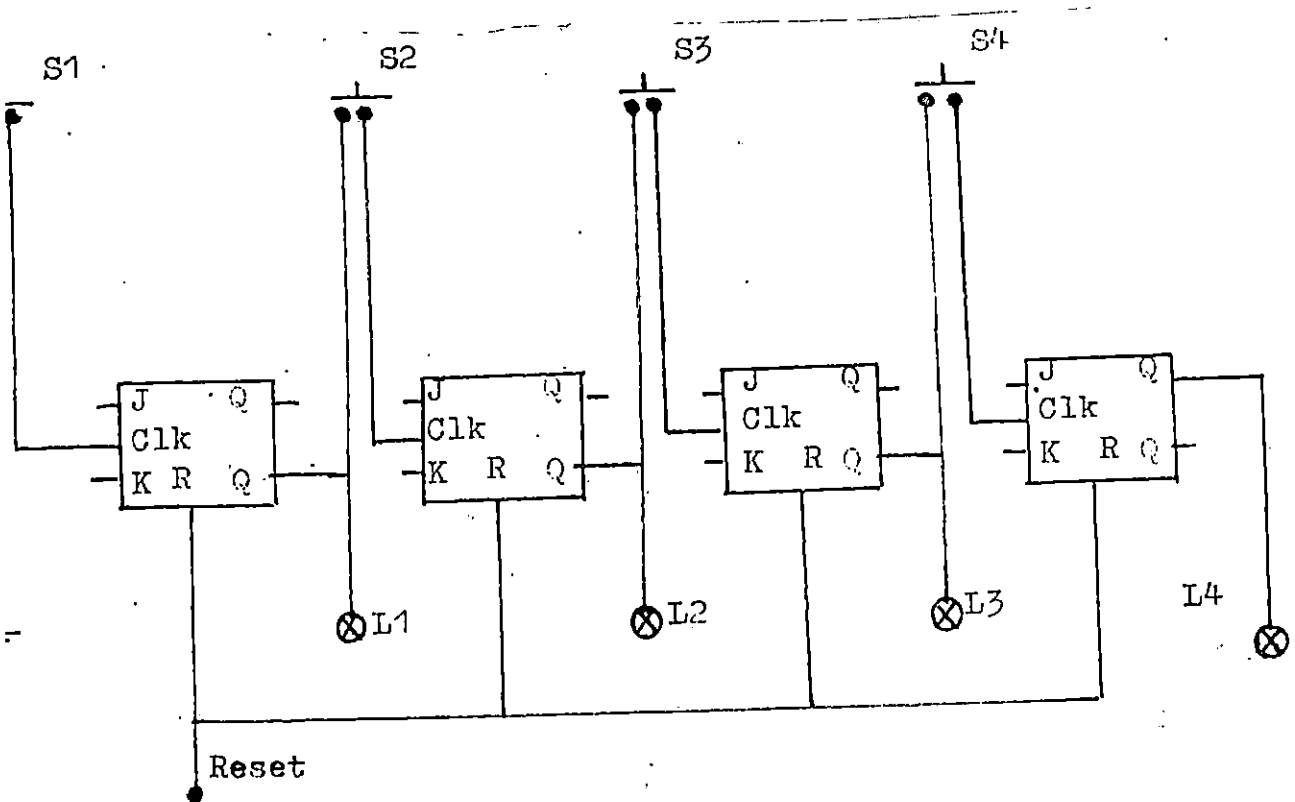 S1 S2 S3 S4
J Q
Clk
K R Q
J Q
Clk
K R Q
J Q
Clk
K R Q
J Q
Clk
K R Q
L1 L2 L3 L4
Reset